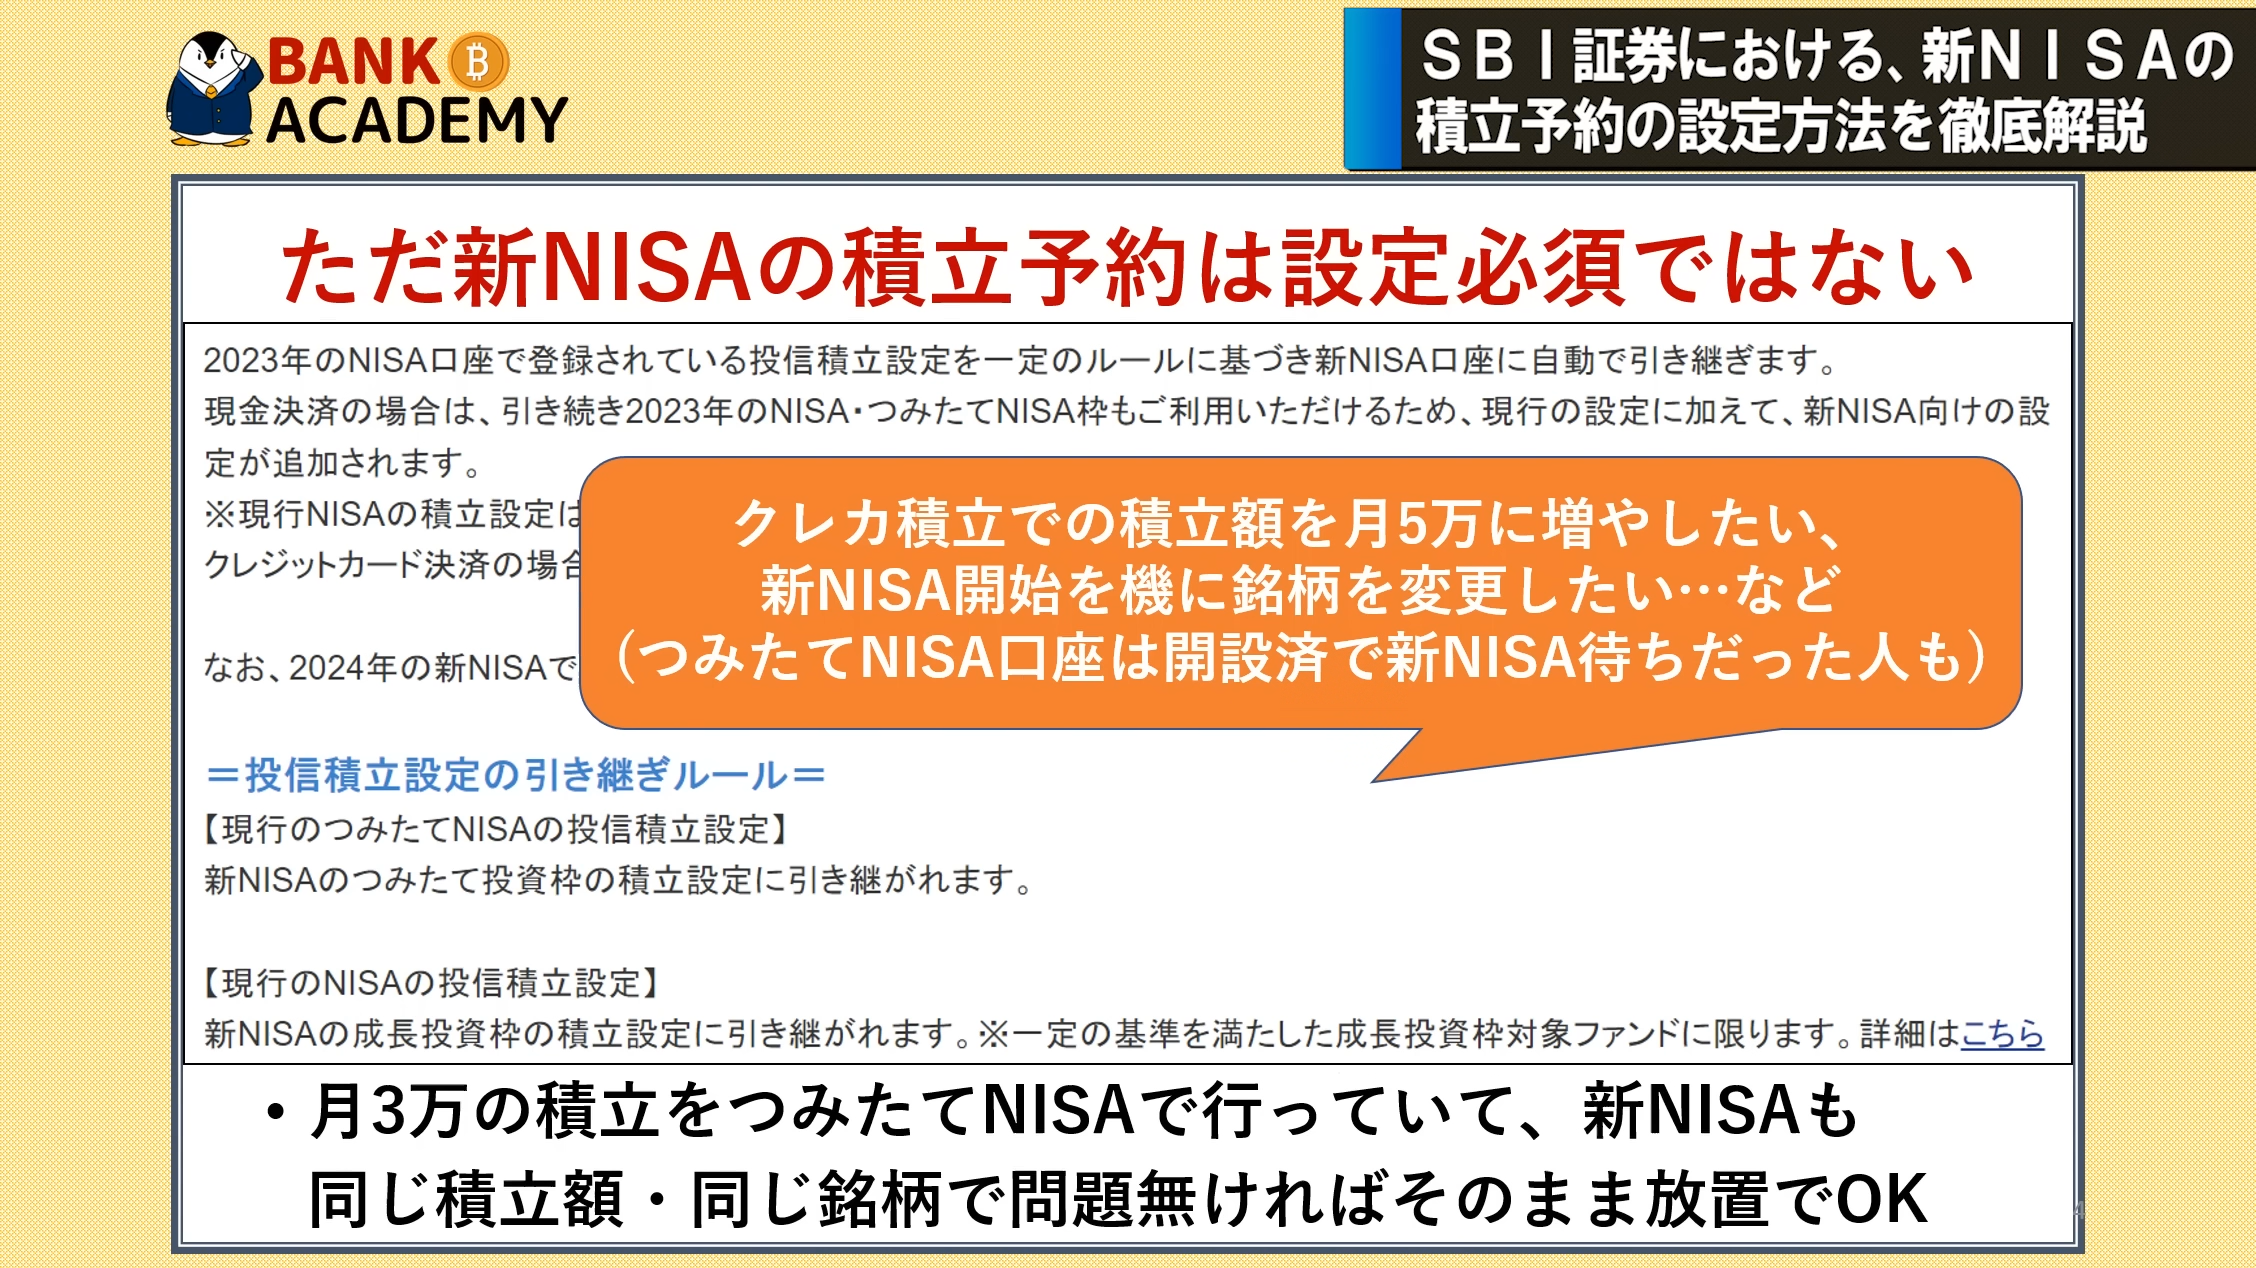 BANK
ACADEMY
ＳＢＩ証券における、新ＮＩＳＡの
積立予約の設定方法を徹底解説
ただ新NISAの積立予約は設定必須ではない
2023年のNISA口座で登録されている投信積立設定を一定のルールに基づき新NISA口座に自動で引き継ぎます。
現金決済の場合は、引き続き2023年のNISA・つみたてNISA枠もご利用いただけるため、現行の設定に加えて、新NISA向けの設
定が追加されます。
※現行NISAの積立設定は
クレジットカード決済の場合
なお、2024年の新NISAで
クレカ積立での積立額を月5万に増やしたい、
新NISA開始を機に銘柄を変更したい…など
（つみたてNISA口座は開設済で新NISA待ちだった人も）
＝投信積立設定の引き継ぎルール＝
【現行のつみたてNISAの投信積立設定】
新NISAのつみたて投資枠の積立設定に引き継がれます。
【現行のNISAの投信積立設定】
新NISAの成長投資枠の積立設定に引き継がれます。※一定の基準を満たした成長投資枠対象ファンドに限ります。詳細はこちら
・月3万の積立をつみたてNISAで行っていて、新NISAも
同じ積立額・同じ銘柄で問題無ければそのまま放置でOK
4